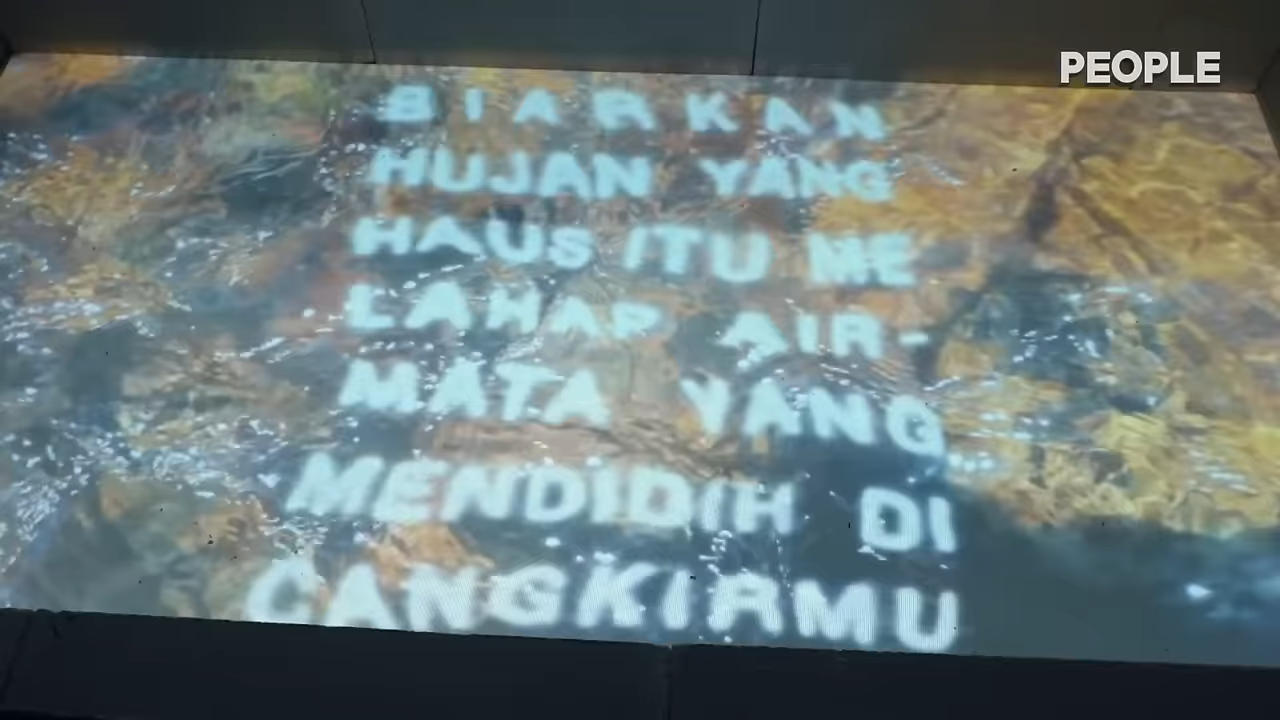 PEOPLE
BIARKAN
HUJAN YANG
HAUS ITU ME
LAHAP AIR-
MATA YANG
MENDIDIH DI
CANGKIRMU